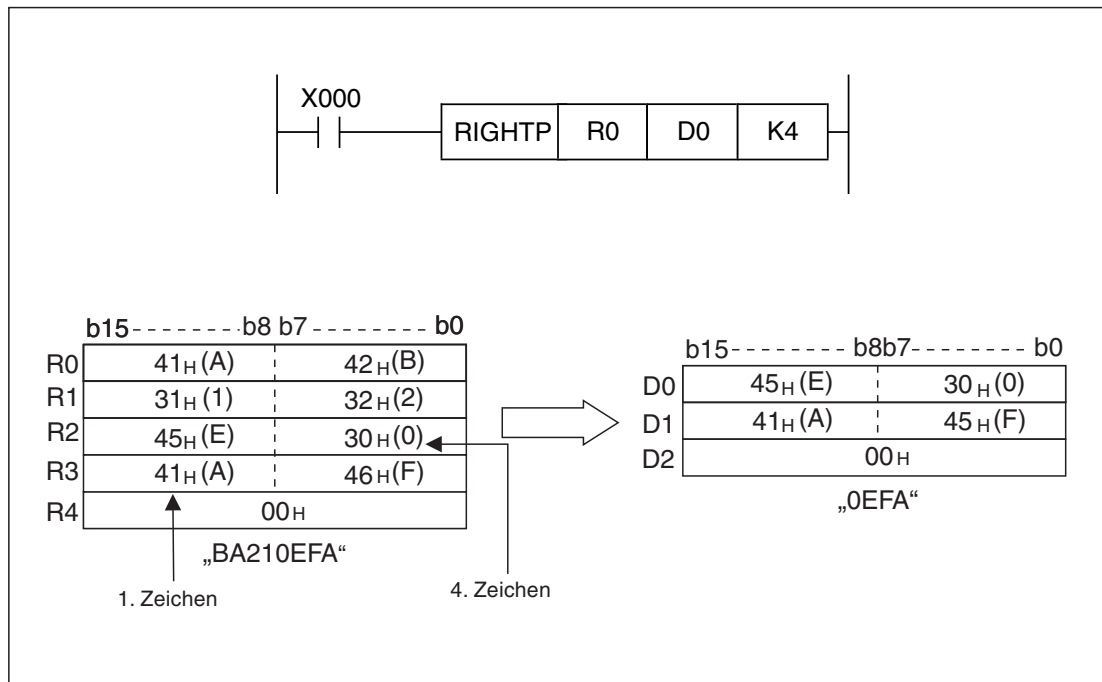 X000
RIGHTP R0 D0 K4
b15 b8 b7 b0
R0 41H(A) 42H(B)
R1 31H(1) 32H(2)
R2 45H(E) 30H(0)
R3 41H(A) 46H(F)
R4 00H
„BA210EFA“
1. Zeichen
4. Zeichen
b15 b8b7 b0
D0 45H(E) 30H(0)
D1 41H(A) 45H(F)
D2 00H
„0EFA“